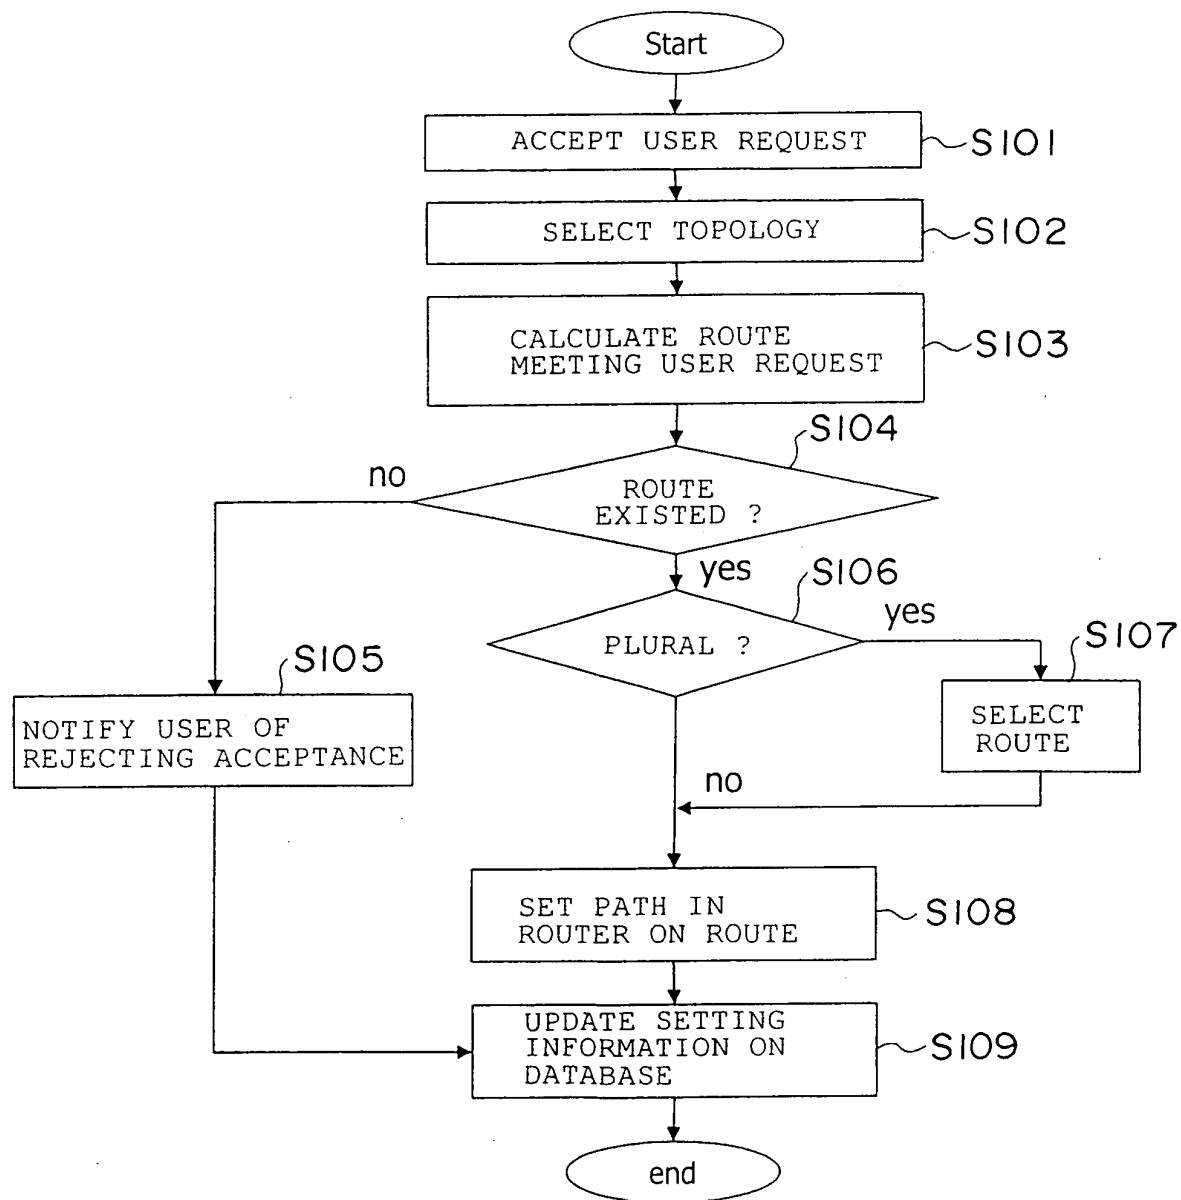 Start
ACCEPT USER REQUEST
S101
SELECT TOPOLOGY
S102
CALCULATE ROUTE
MEETING USER REQUEST
S103
S104
no
ROUTE
EXISTED ?
yes
S106
yes
PLURAL ?
S107
S105
SELECT
ROUTE
NOTIFY USER OF
REJECTING ACCEPTANCE
no
SET PATH IN
ROUTER ON ROUTE
S108
UPDATE SETTING
INFORMATION ON
DATABASE
S109
end